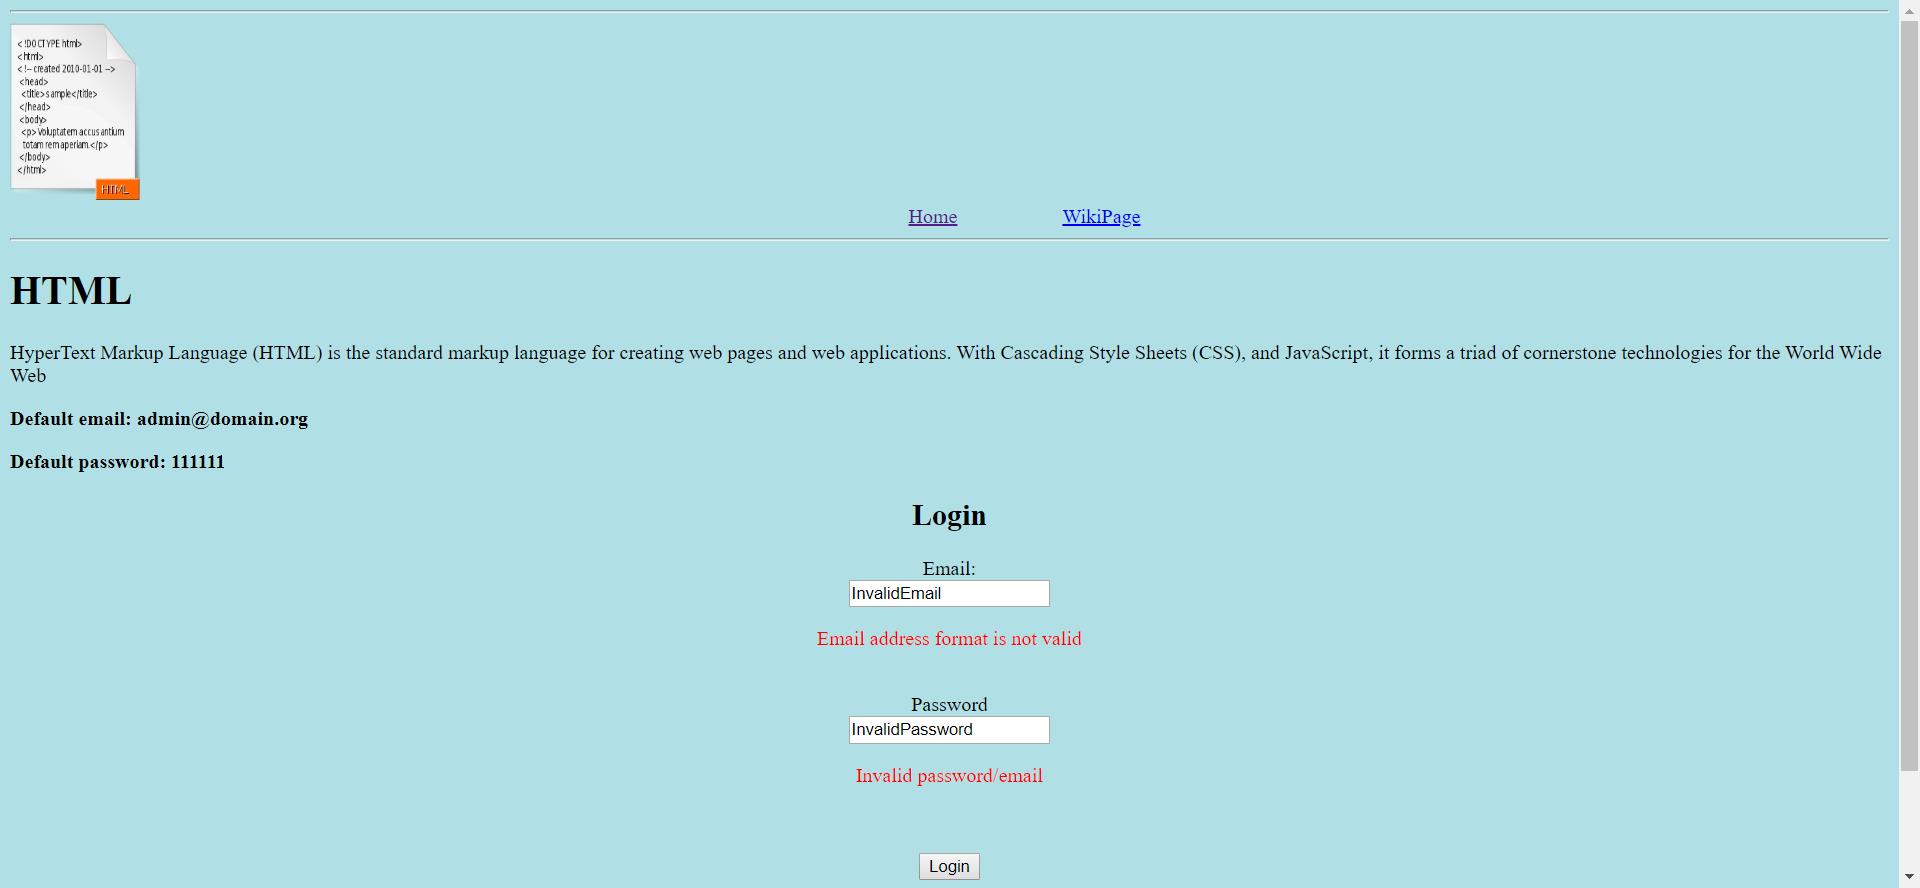 <!DOCTYPE html>
<html>
<!-- created 2010-01-01 -->
<head>
<title>sample</title>
</head>
<body>
<p>Voluptatem accusantium
totam rem aperiam.</p>
</body>
</html>
HTML
Home WikiPage
HTML
HyperText Markup Language (HTML) is the standard markup language for creating web pages and web applications. With Cascading Style Sheets (CSS), and JavaScript, it forms a triad of cornerstone technologies for the World Wide
Web
Default email: admin@domain.org
Default password: 111111
Login
Email:
InvalidEmail
Email address format is not valid
Password
InvalidPassword
Invalid password/email
Login